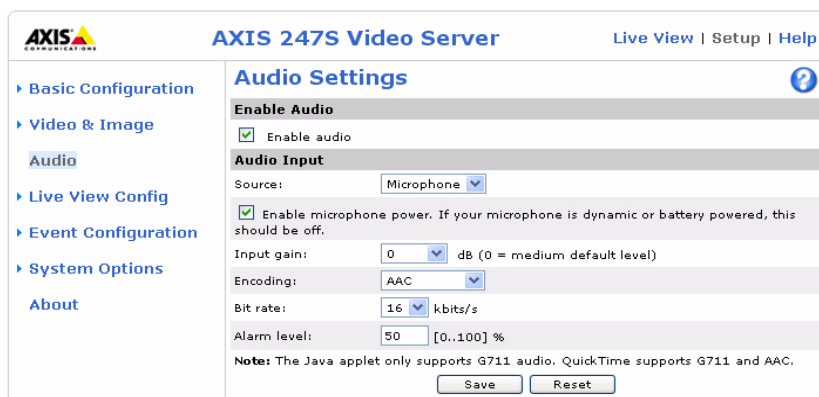 AXIS
COMMUNICATIONS
AXIS 247S Video Server
Live View | Setup | Help
Basic Configuration
Video & Image
Audio
Live View Config
Event Configuration
System Options
About
Audio Settings
?
Enable Audio
Enable audio
Audio Input
Source: Microphone
Enable microphone power. If your microphone is dynamic or battery powered, this
should be off.
Input gain: 0 dB (0 = medium default level)
Encoding: AAC
Bit rate: 16 kbits/s
Alarm level: 50 [0..100] %
Note: The Java applet only supports G711 audio. QuickTime supports G711 and AAC.
Save Reset